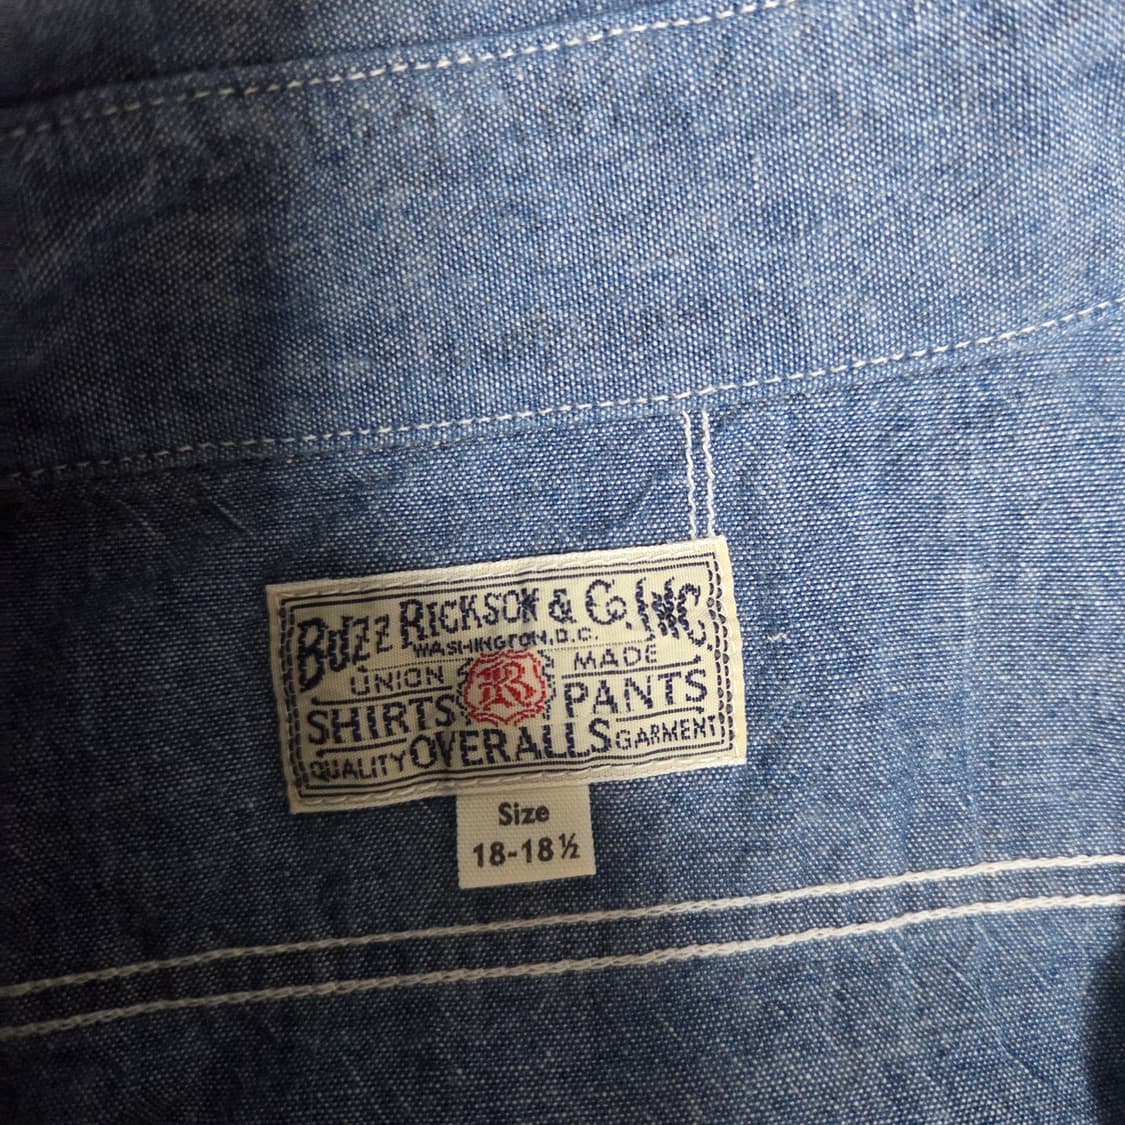 BUZZ RICKSON & CO. INC.
WASHINGTON, D.C.
UNION R MADE
SHIRTS PANTS
QUALITY OVERALLS GARMENT
Size
18-18½